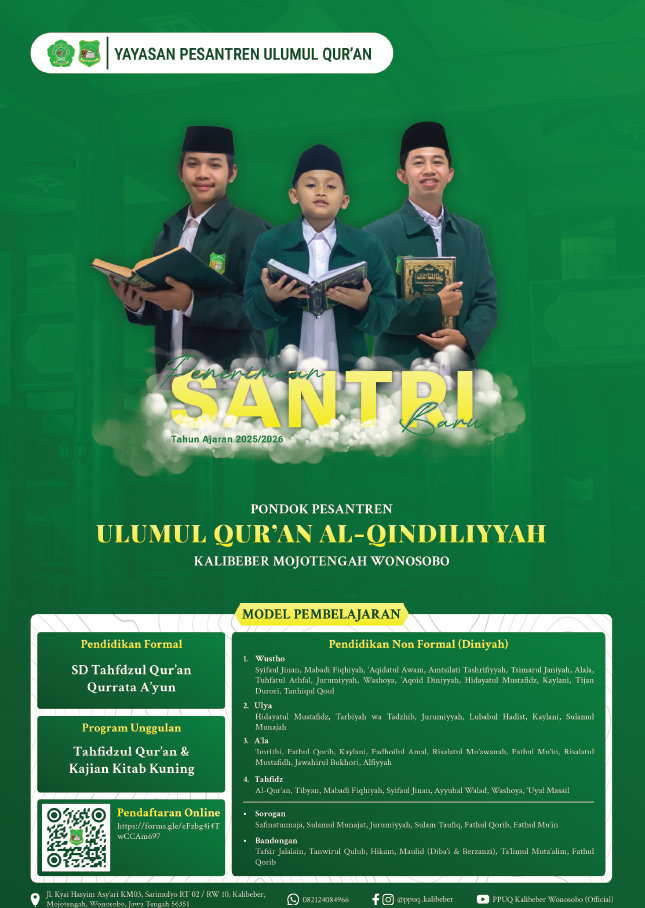 YAYASAN PESANTREN ULUMUL QUR'AN
Penerimaan
SANTRI
Baru
Tahun Ajaran 2025/2026
PONDOK PESANTREN
ULUMUL QUR'AN AL-QINDILIYYAH
KALIBEBER MOJOTENGAH WONOSOBO
MODEL PEMBELAJARAN
Pendidikan Formal
SD Tahfdzul Qur'an
Qurrata A'yun
Program Unggulan
Tahfidzul Qur'an &
Kajian Kitab Kuning
Pendaftaran Online
https://forms.gle/eFzbg4i4T
wCCAm697
Pendidikan Non Formal (Diniyah)
1. Wustho
Syifaul Jinan, Mabadi Fiqhiyah, 'Aqidatul Awam, Amtsilati Tashrifiyyah, Tsimarul Janiyah, Alala,
Tuhfatul Athfal, Jurumiyyah, Washoya, 'Aqoid Diniyyah, Hidayatul Mustafidz, Kaylani, Tijan
Durori, Tanhiqul Qoul
2. Ulya
Hidayatul Mustafidz, Tarbiyah wa Tadzhib, Jurumiyyah, Lubabul Hadist, Kaylani, Sulamul
Munajah
3. A'la
'Imrithi, Fathul Qorib, Kaylani, Fadhoilul Amal, Risalatul Mu'awanah, Fathul Mu'in, Risalatul
Mustafidh, Jawahirul Bukhori, Alfiyyah
4. Tahfidz
Al-Qur'an, Tibyan, Mabadi Fiqhiyah, Syifaul Jinan, Ayyuhal Walad, Washoya, 'Uyul Masail
• Sorogan
Safinatunnaja, Sulamul Munajat, Jurumiyyah, Sulam Taufiq, Fathul Qorib, Fathul Mu'in
• Bandongan
Tafsir Jalalain, Tanwirul Qulub, Hikam, Maulid (Diba'i & Berzanzi), Ta'limul Muta'alim, Fathul
Qorib
JL Kyai Hasyim Asy'ari KM03, Sarimulyo RT 02 / RW 10, Kalibeber,
Mojotengah, Wonosobo, Jawa Tengah 56351
082124084966
@ppuq_kalibeber
PPUQ Kalibeber Wonosobo (Official)